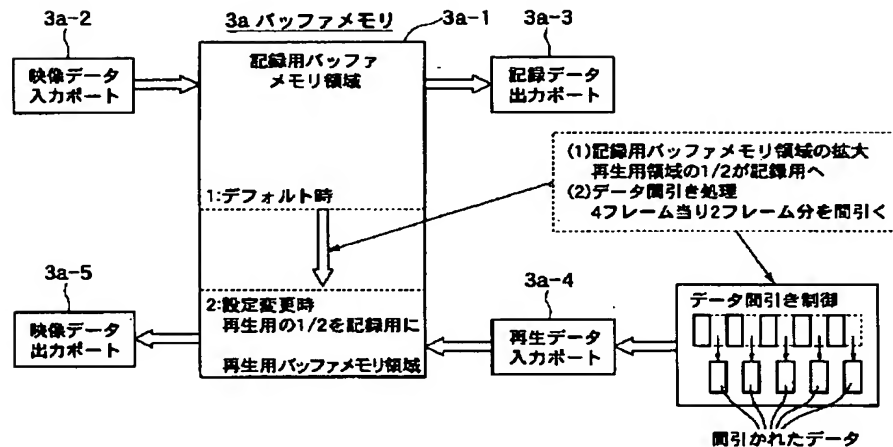 3a-2
3a バッファメモリ
3a-1
3a-3
映像データ
入力ポート
記録用バッファ
メモリ領域
記録データ
出力ポート
1:デフォルト時
(1)記録用バッファメモリ領域の拡大
再生用領域の1/2が記録用へ
(2)データ間引き処理
4フレーム当り2フレーム分を間引く
3a-5
映像データ
出力ポート
2:設定変更時
再生用の1/2を記録用に
再生用バッファメモリ領域
3a-4
再生データ
入力ポート
データ間引き制御
間引かれたデータ